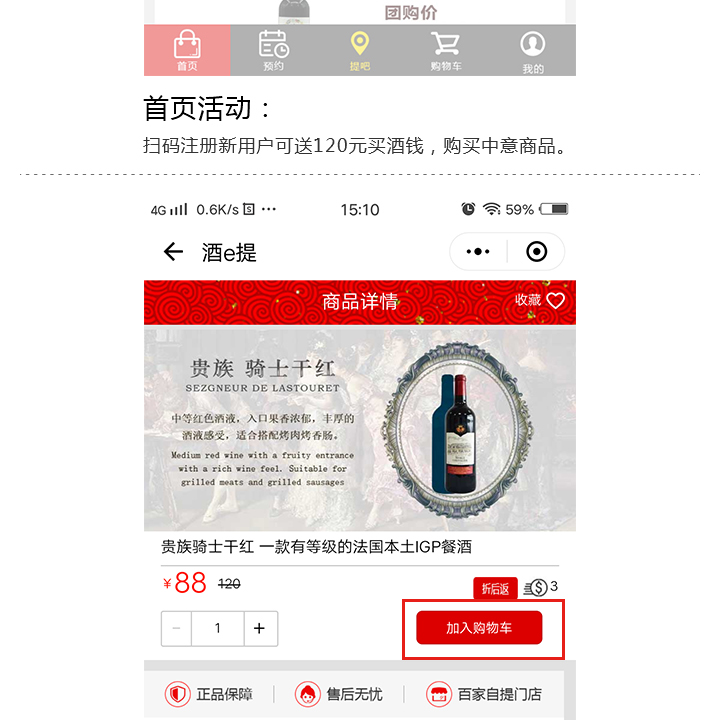 团购价
首页 预约 提吧 购物车 我的
首页活动：
扫码注册新用户可送120元买酒钱，购买中意商品。
4G 0.6K/s 15:10 59%
酒e提
商品详情 收藏
贵族 骑士干红
SEZGNEUR DE LASTOURET
中等红色酒液，入口果香浓郁，丰厚的
酒液感受，适合搭配烤肉烤香肠。
Medium red wine with a fruity entrance
with a rich wine feel. Suitable for
grilled meats and grilled sausages
贵族骑士干红 一款有等级的法国本土IGP餐酒
¥88 120 折后返 3
− 1 + 加入购物车
正品保障 售后无忧 百家自提门店